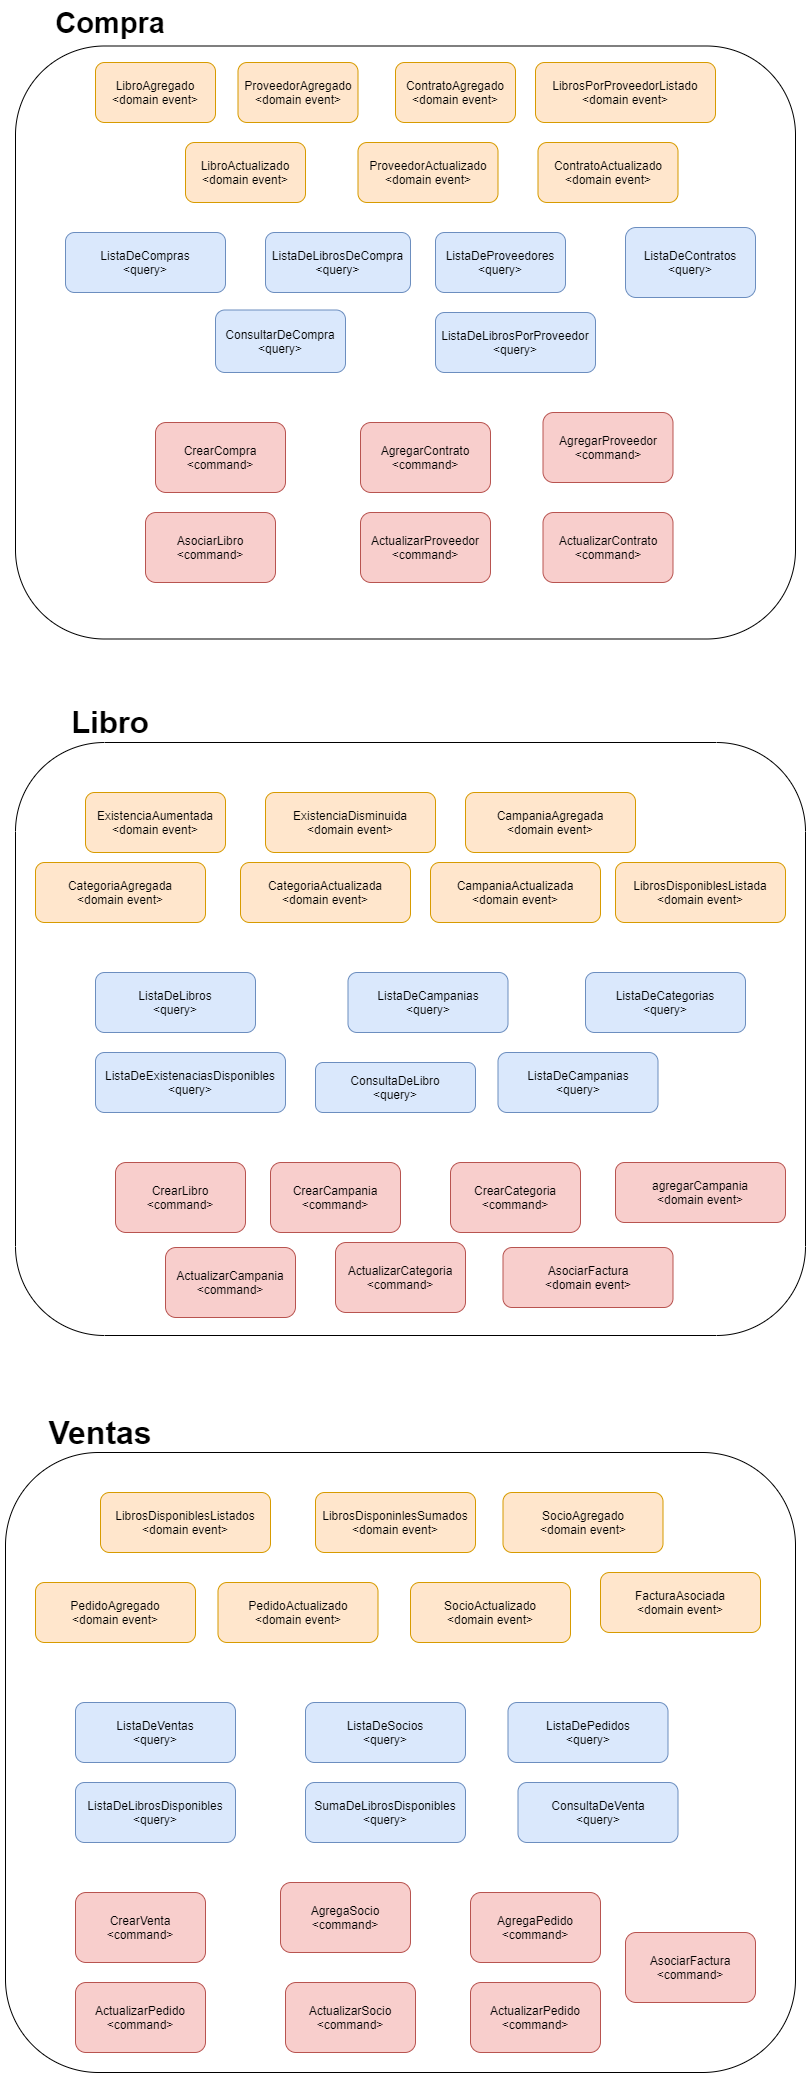 Compra
LibroAgregado
<domain event>
ProveedorAgregado
<domain event>
ContratoAgregado
<domain event>
LibrosPorProveedorListado
<domain event>
LibroActualizado
<domain event>
ProveedorActualizado
<domain event>
ContratoActualizado
<domain event>
ListaDeCompras
<query>
ListaDeLibrosDeCompra
<query>
ListaDeProveedores
<query>
ListaDeContratos
<query>
ConsultarDeCompra
<query>
ListaDeLibrosPorProveedor
<query>
CrearCompra
<command>
AgregarContrato
<command>
AgregarProveedor
<command>
AsociarLibro
<command>
ActualizarProveedor
<command>
ActualizarContrato
<command>
Libro
ExistenciaAumentada
<domain event>
ExistenciaDisminuida
<domain event>
CampaniaAgregada
<domain event>
CategoriaAgregada
<domain event>
CategoriaActualizada
<domain event>
CampaniaActualizada
<domain event>
LibrosDisponiblesListada
<domain event>
ListaDeLibros
<query>
ListaDeCampanias
<query>
ListaDeCategorias
<query>
ListaDeExistenaciasDisponibles
<query>
ConsultaDeLibro
<query>
ListaDeCampanias
<query>
CrearLibro
<command>
CrearCampania
<command>
CrearCategoria
<command>
agregarCampania
<domain event>
ActualizarCampania
<command>
ActualizarCategoria
<command>
AsociarFactura
<domain event>
Ventas
LibrosDisponiblesListados
<domain event>
LibrosDisponinlesSumados
<domain event>
SocioAgregado
<domain event>
PedidoAgregado
<domain event>
PedidoActualizado
<domain event>
SocioActualizado
<domain event>
FacturaAsociada
<domain event>
ListaDeVentas
<query>
ListaDeSocios
<query>
ListaDePedidos
<query>
ListaDeLibrosDisponibles
<query>
SumaDeLibrosDisponibles
<query>
ConsultaDeVenta
<query>
CrearVenta
<command>
AgregaSocio
<command>
AgregaPedido
<command>
AsociarFactura
<command>
ActualizarPedido
<command>
ActualizarSocio
<command>
ActualizarPedido
<command>